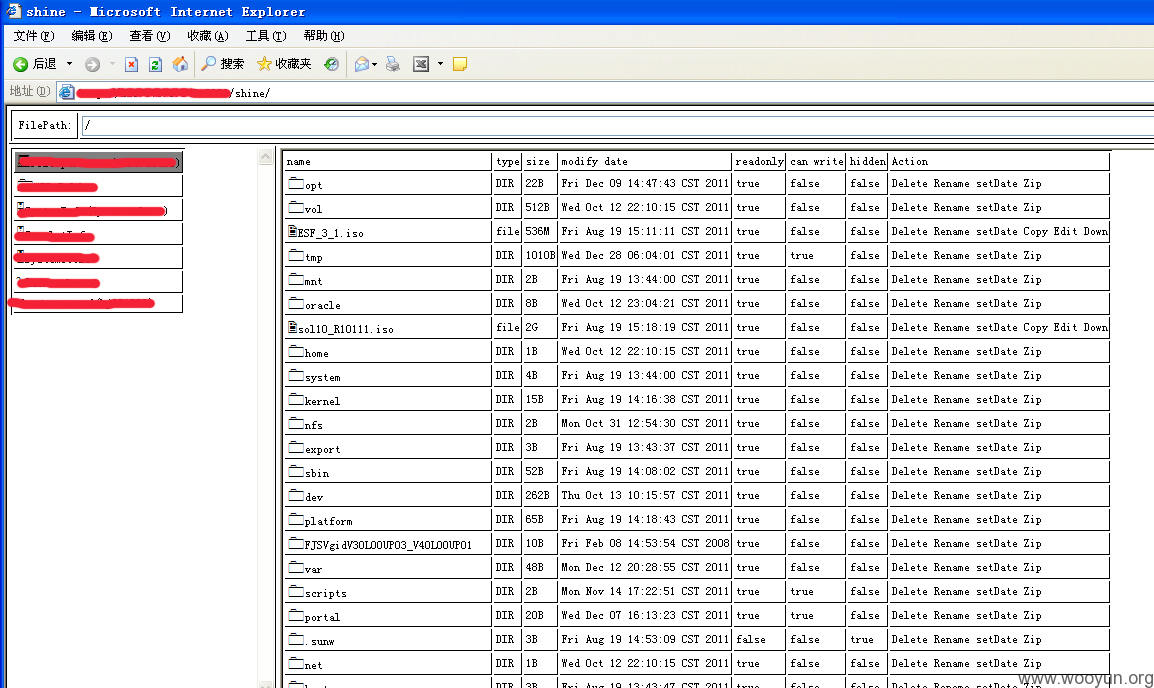 shine - Microsoft Internet Explorer
文件(F) 编辑(E) 查看(V) 收藏(A) 工具(T) 帮助(H)
后退 搜索 收藏夹
地址(D) /shine/
FilePath: /
name type size modify date readonly can write hidden Action
opt DIR 22B Fri Dec 09 14:47:43 CST 2011 true false false Delete Rename setDate Zip
vol DIR 512B Wed Oct 12 22:10:15 CST 2011 true false false Delete Rename setDate Zip
ESF_3_1.iso file 536M Fri Aug 19 15:11:11 CST 2011 true false false Delete Rename setDate Copy Edit Down
tmp DIR 1010B Wed Dec 28 06:04:01 CST 2011 true true false Delete Rename setDate Zip
mnt DIR 2B Fri Aug 19 13:44:00 CST 2011 true false false Delete Rename setDate Zip
oracle DIR 8B Wed Oct 12 23:04:21 CST 2011 true false false Delete Rename setDate Zip
sol10_R10111.iso file 2G Fri Aug 19 15:18:19 CST 2011 true false false Delete Rename setDate Copy Edit Down
home DIR 1B Wed Oct 12 22:10:15 CST 2011 true false false Delete Rename setDate Zip
system DIR 4B Fri Aug 19 13:44:00 CST 2011 true false false Delete Rename setDate Zip
kernel DIR 15B Fri Aug 19 14:16:38 CST 2011 true false false Delete Rename setDate Zip
nfs DIR 2B Mon Oct 31 12:54:30 CST 2011 true false false Delete Rename setDate Zip
export DIR 3B Fri Aug 19 13:43:37 CST 2011 true false false Delete Rename setDate Zip
sbin DIR 52B Fri Aug 19 14:08:02 CST 2011 true false false Delete Rename setDate Zip
dev DIR 262B Thu Oct 13 10:15:57 CST 2011 true false false Delete Rename setDate Zip
platform DIR 65B Fri Aug 19 14:18:43 CST 2011 true false false Delete Rename setDate Zip
FJSVgidV30L00UP03_V40L00UP01 DIR 10B Fri Feb 08 14:53:54 CST 2008 true false false Delete Rename setDate Zip
var DIR 48B Mon Dec 12 20:28:55 CST 2011 true false false Delete Rename setDate Zip
scripts DIR 2B Mon Nov 14 17:22:51 CST 2011 true true false Delete Rename setDate Zip
portal DIR 20B Wed Dec 07 16:13:23 CST 2011 true true false Delete Rename setDate Zip
.sunw DIR 3B Fri Aug 19 14:53:09 CST 2011 false false true Delete Rename setDate Zip
net DIR 1B Wed Oct 12 22:10:15 CST 2011 true false false Delete Rename setDate Zip
DIR 3B Fri Aug 19 13:43:47 CST 2011 true false false Delete Rename setDate Zip
www.wooyun.org